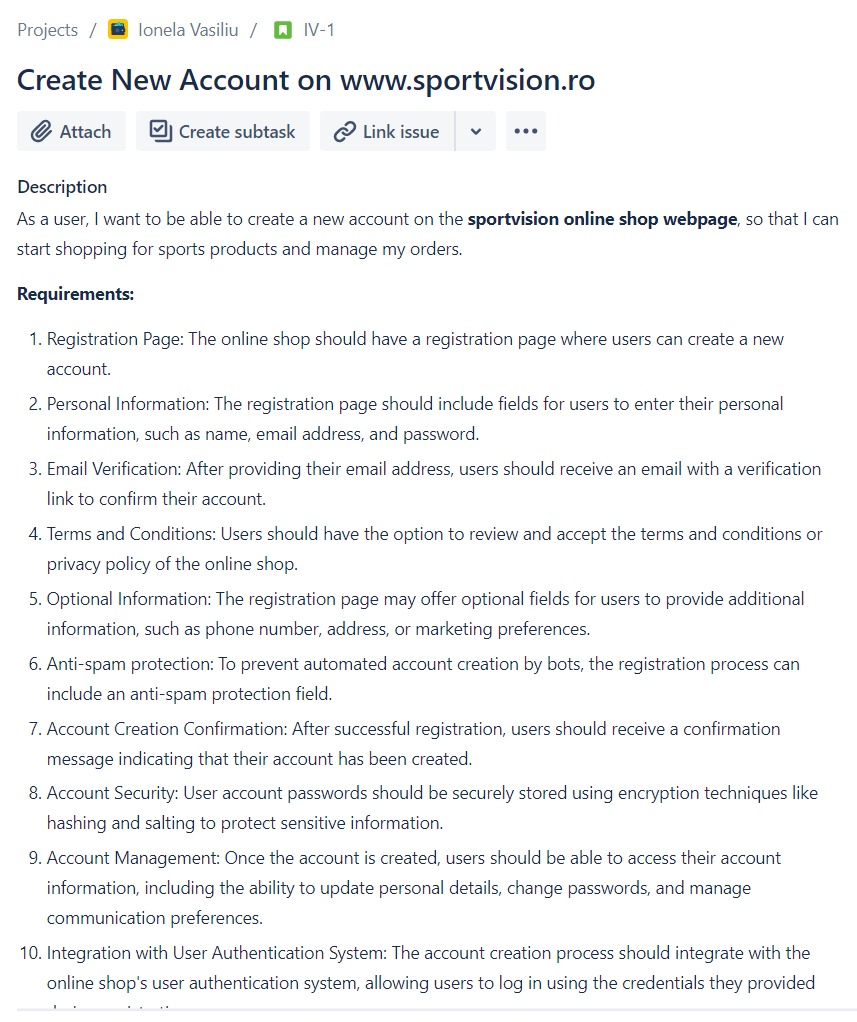 Projects / Ionela Vasiliu / IV-1
Create New Account on www.sportvision.ro
Attach Create subtask Link issue
Description
As a user, I want to be able to create a new account on the sportvision online shop webpage, so that I can
start shopping for sports products and manage my orders.
Requirements:
1. Registration Page: The online shop should have a registration page where users can create a new
account.
2. Personal Information: The registration page should include fields for users to enter their personal
information, such as name, email address, and password.
3. Email Verification: After providing their email address, users should receive an email with a verification
link to confirm their account.
4. Terms and Conditions: Users should have the option to review and accept the terms and conditions or
privacy policy of the online shop.
5. Optional Information: The registration page may offer optional fields for users to provide additional
information, such as phone number, address, or marketing preferences.
6. Anti-spam protection: To prevent automated account creation by bots, the registration process can
include an anti-spam protection field.
7. Account Creation Confirmation: After successful registration, users should receive a confirmation
message indicating that their account has been created.
8. Account Security: User account passwords should be securely stored using encryption techniques like
hashing and salting to protect sensitive information.
9. Account Management: Once the account is created, users should be able to access their account
information, including the ability to update personal details, change passwords, and manage
communication preferences.
10. Integration with User Authentication System: The account creation process should integrate with the
online shop's user authentication system, allowing users to log in using the credentials they provided